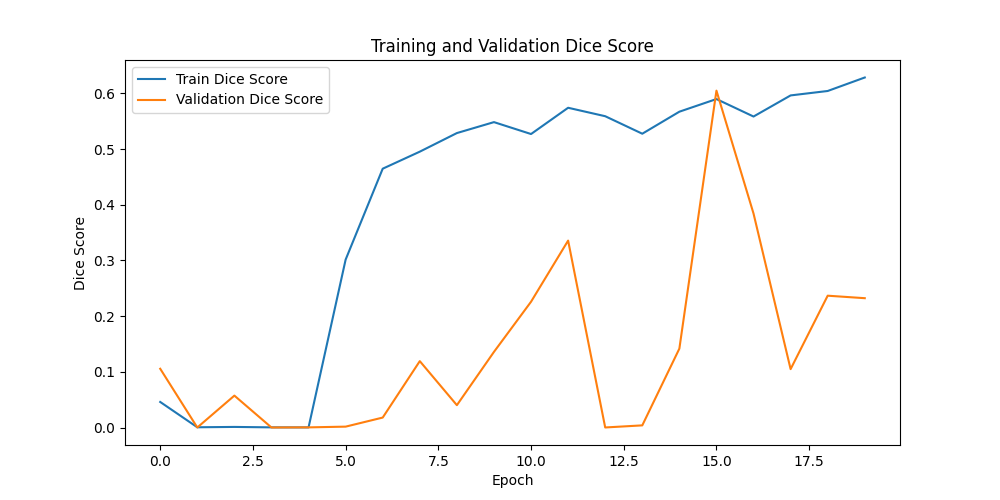 Training and Validation Dice Score
Train Dice Score
Validation Dice Score
Dice Score
0.6
0.5
0.4
0.3
0.2
0.1
0.0
0.0 2.5 5.0 7.5 10.0 12.5 15.0 17.5
Epoch